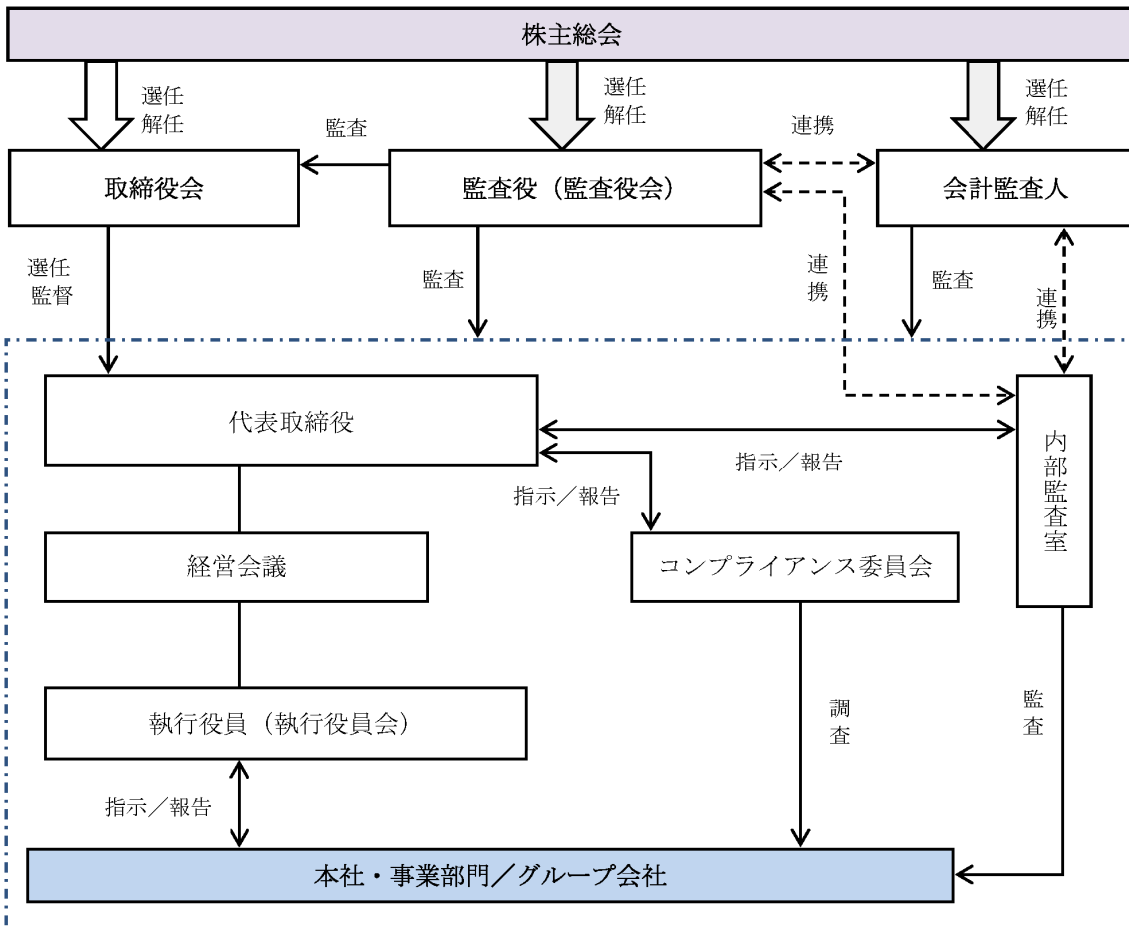 株主総会
選任
解任
選任
解任
選任
解任
監査
連携
取締役会
監査役（監査役会）
会計監査人
選任
監督
監査
連
携
監査
連
携
代表取締役
指示／報告
指示／報告
内
部
監
査
室
経営会議
コンプライアンス委員会
執行役員（執行役員会）
調
査
監
査
指示／報告
本社・事業部門／グループ会社